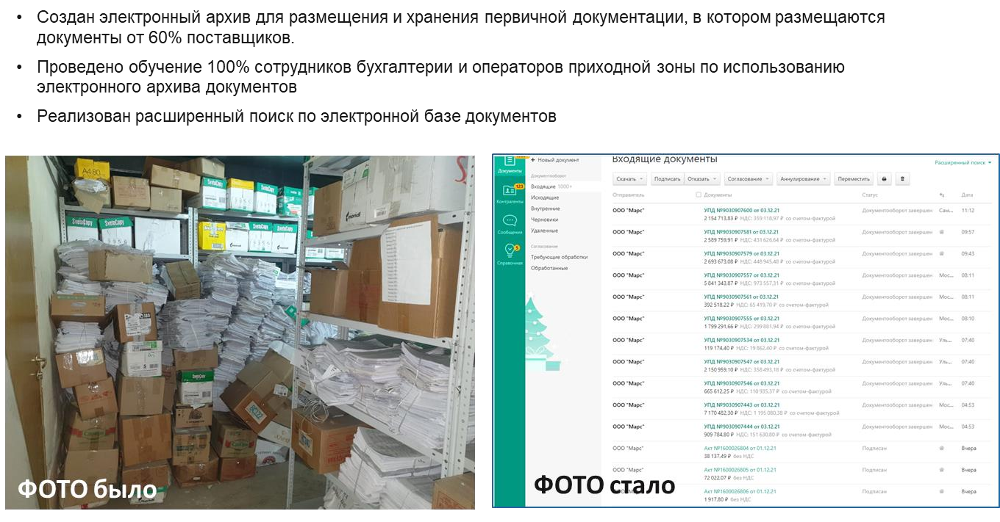 • Создан электронный архив для размещения и хранения первичной документации, в котором размещаются
документы от 60% поставщиков.
• Проведено обучение 100% сотрудников бухгалтерии и операторов приходной зоны по использованию
электронного архива документов
• Реализован расширенный поиск по электронной базе документов
A4 80
SvetoCopy
SvetoCopy
SvetoCopy
mondi
SvetoCopy
SvetoCopy
ВС122
ФОТО было
Документы
Контрагенты
123
Сообщения
Справочная
5
+ Новый документ
Документооборот
Входящие 1000+
Исходящие
Внутренние
Черновики
Удаленные
Согласование
Требующие обработки
Обработанные
Входящие документы
Расширенный поиск
Скачать Подписать Отказать Согласование Аннулирование Переместить
Отправитель Документы Статус Дата
ООО "Марс" УПД №9030907600 от 03.12.21 Документооборот завершен Сам... 11:12
2 154 713,83 ₽ НДС: 359 118,97 ₽ со счетом-фактурой
ООО "Марс" УПД №9030907581 от 03.12.21 Документооборот завершен 09:57
2 589 759,91 ₽ НДС: 431 626,64 ₽ со счетом-фактурой
ООО "Марс" УПД №9030907579 от 03.12.21 Документооборот завершен 09:43
2 693 673,08 ₽ НДС: 448 945,48 ₽ со счетом-фактурой
ООО "Марс" УПД №9030907557 от 03.12.21 Документооборот завершен Мос... 08:11
5 841 343,87 ₽ НДС: 973 557,31 ₽ со счетом-фактурой
ООО "Марс" УПД №9030907561 от 03.12.21 Документооборот завершен Мос... 08:11
392 518,22 ₽ НДС: 65 419,70 ₽ со счетом-фактурой
ООО "Марс" УПД №9030907555 от 03.12.21 Документооборот завершен Мос... 08:10
1 799 291,66 ₽ НДС: 299 881,94 ₽ со счетом-фактурой
ООО "Марс" УПД №9030907534 от 03.12.21 Документооборот завершен Уль... 07:40
119 174,40 ₽ НДС: 19 862,40 ₽ со счетом-фактурой
ООО "Марс" УПД №9030907547 от 03.12.21 Документооборот завершен Уль... 07:40
2 150 959,10 ₽ НДС: 358 493,18 ₽ со счетом-фактурой
ООО "Марс" УПД №9030907546 от 03.12.21 Документооборот завершен Уль... 07:40
665 612,25 ₽ НДС: 110 935,37 ₽ со счетом-фактурой
ООО "Марс" УПД №9030907443 от 03.12.21 Документооборот завершен Мос... 04:53
7 170 482,30 ₽ НДС: 1 195 080,38 ₽ со счетом-фактурой
ООО "Марс" УПД №9030907444 от 03.12.21 Документооборот завершен Мос... 04:53
909 784,80 ₽ НДС: 151 630,80 ₽ со счетом-фактурой
ООО "Марс" Акт №1600026804 от 01.12.21 Подписан Вчера
38 137,49 ₽ без НДС
ООО "Марс" Акт №1600026805 от 01.12.21 Подписан Вчера
72 022,07 ₽ без НДС
Акт №1600026806 от 01.12.21 Подписан Вчера
1 917,80 ₽ без НДС
ФОТО стало